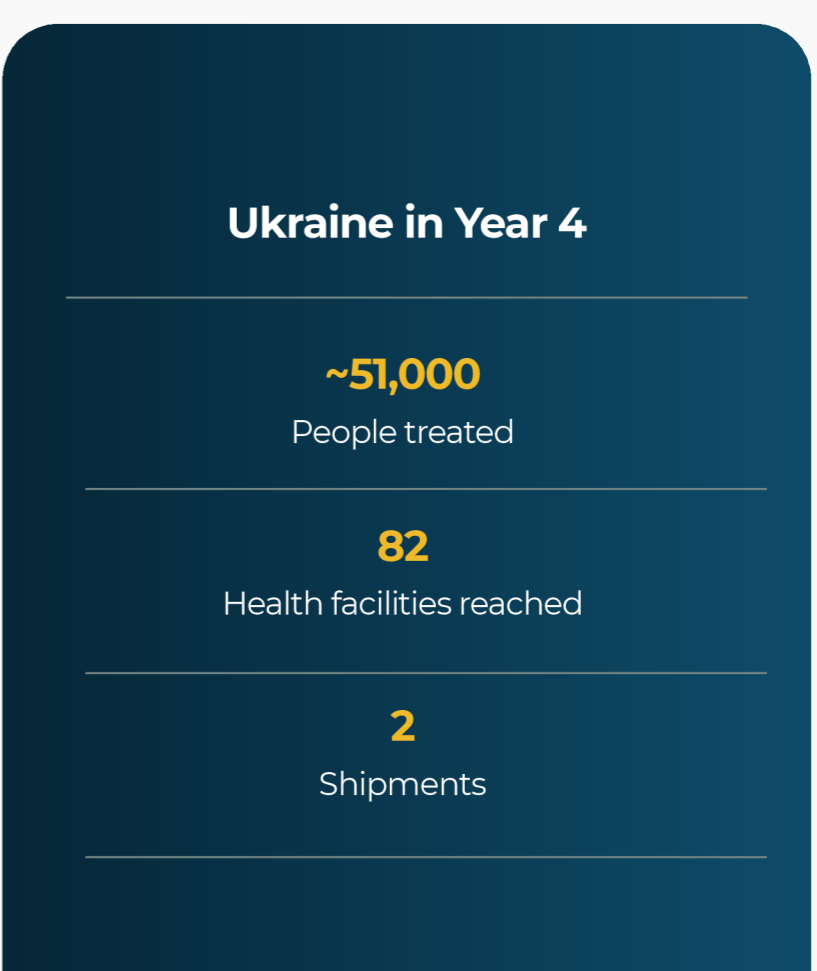 Ukraine in Year 4
~51,000
People treated
82
Health facilities reached
2
Shipments